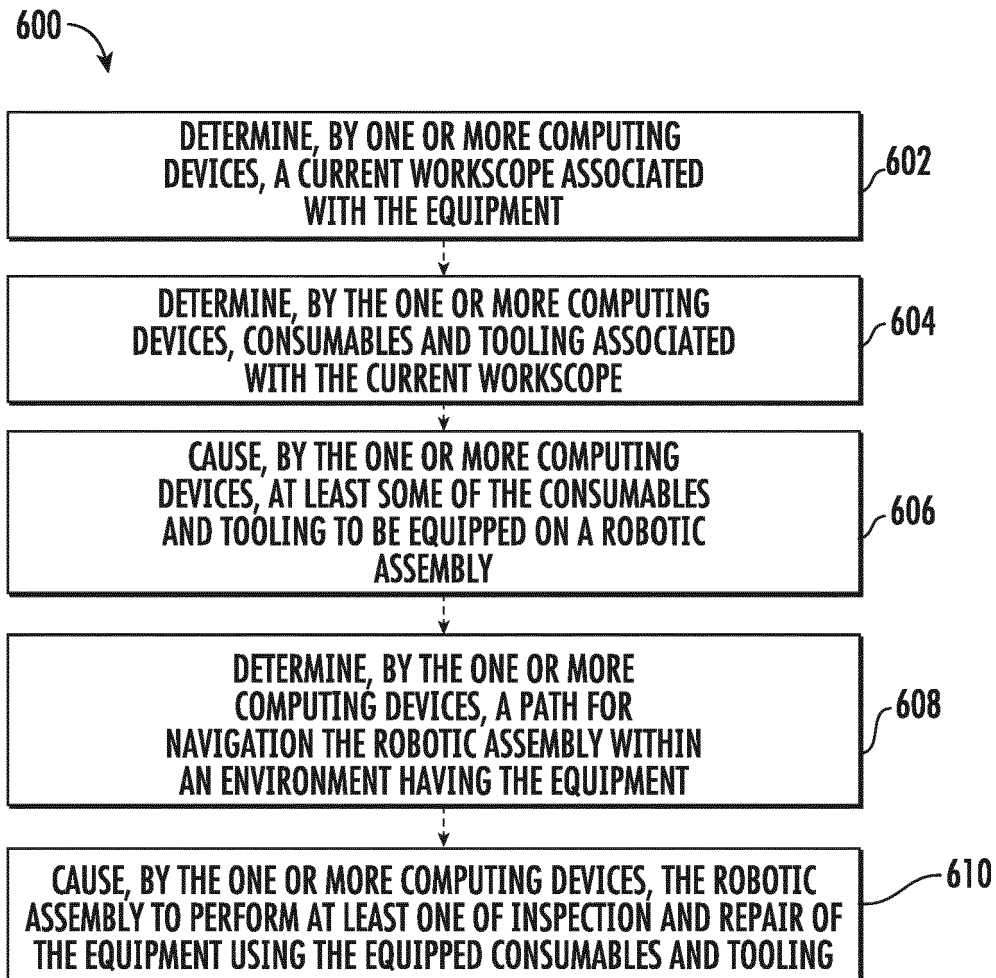 600
DETERMINE, BY ONE OR MORE COMPUTING
DEVICES, A CURRENT WORKSCOPE ASSOCIATED
WITH THE EQUIPMENT
602
DETERMINE, BY THE ONE OR MORE COMPUTING
DEVICES, CONSUMABLES AND TOOLING ASSOCIATED
WITH THE CURRENT WORKSCOPE
604
CAUSE, BY THE ONE OR MORE COMPUTING
DEVICES, AT LEAST SOME OF THE CONSUMABLES
AND TOOLING TO BE EQUIPPED ON A ROBOTIC
ASSEMBLY
606
DETERMINE, BY THE ONE OR MORE
COMPUTING DEVICES, A PATH FOR
NAVIGATION THE ROBOTIC ASSEMBLY WITHIN
AN ENVIRONMENT HAVING THE EQUIPMENT
608
CAUSE, BY THE ONE OR MORE COMPUTING DEVICES, THE ROBOTIC
ASSEMBLY TO PERFORM AT LEAST ONE OF INSPECTION AND REPAIR OF
THE EQUIPMENT USING THE EQUIPPED CONSUMABLES AND TOOLING
610